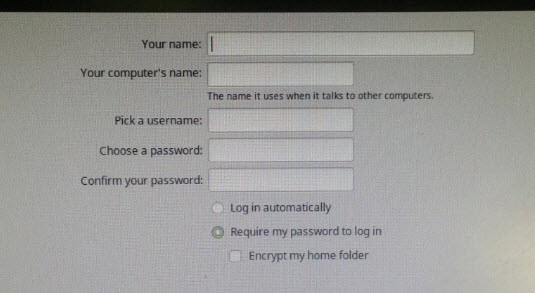 Your name:
Your computer's name:
The name it uses when it talks to other computers.
Pick a username:
Choose a password:
Confirm your password:
Log in automatically
Require my password to log in
Encrypt my home folder